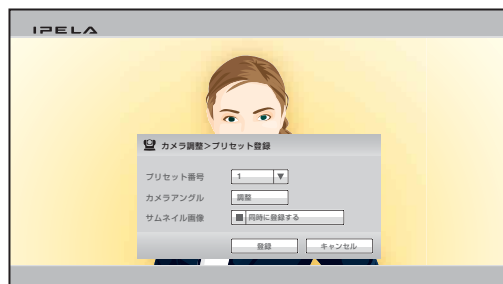 IPELA
カメラ調整>プリセット登録
プリセット番号 1
カメラアングル 調整
サムネイル画像 同時に登録する
登録 キャンセル